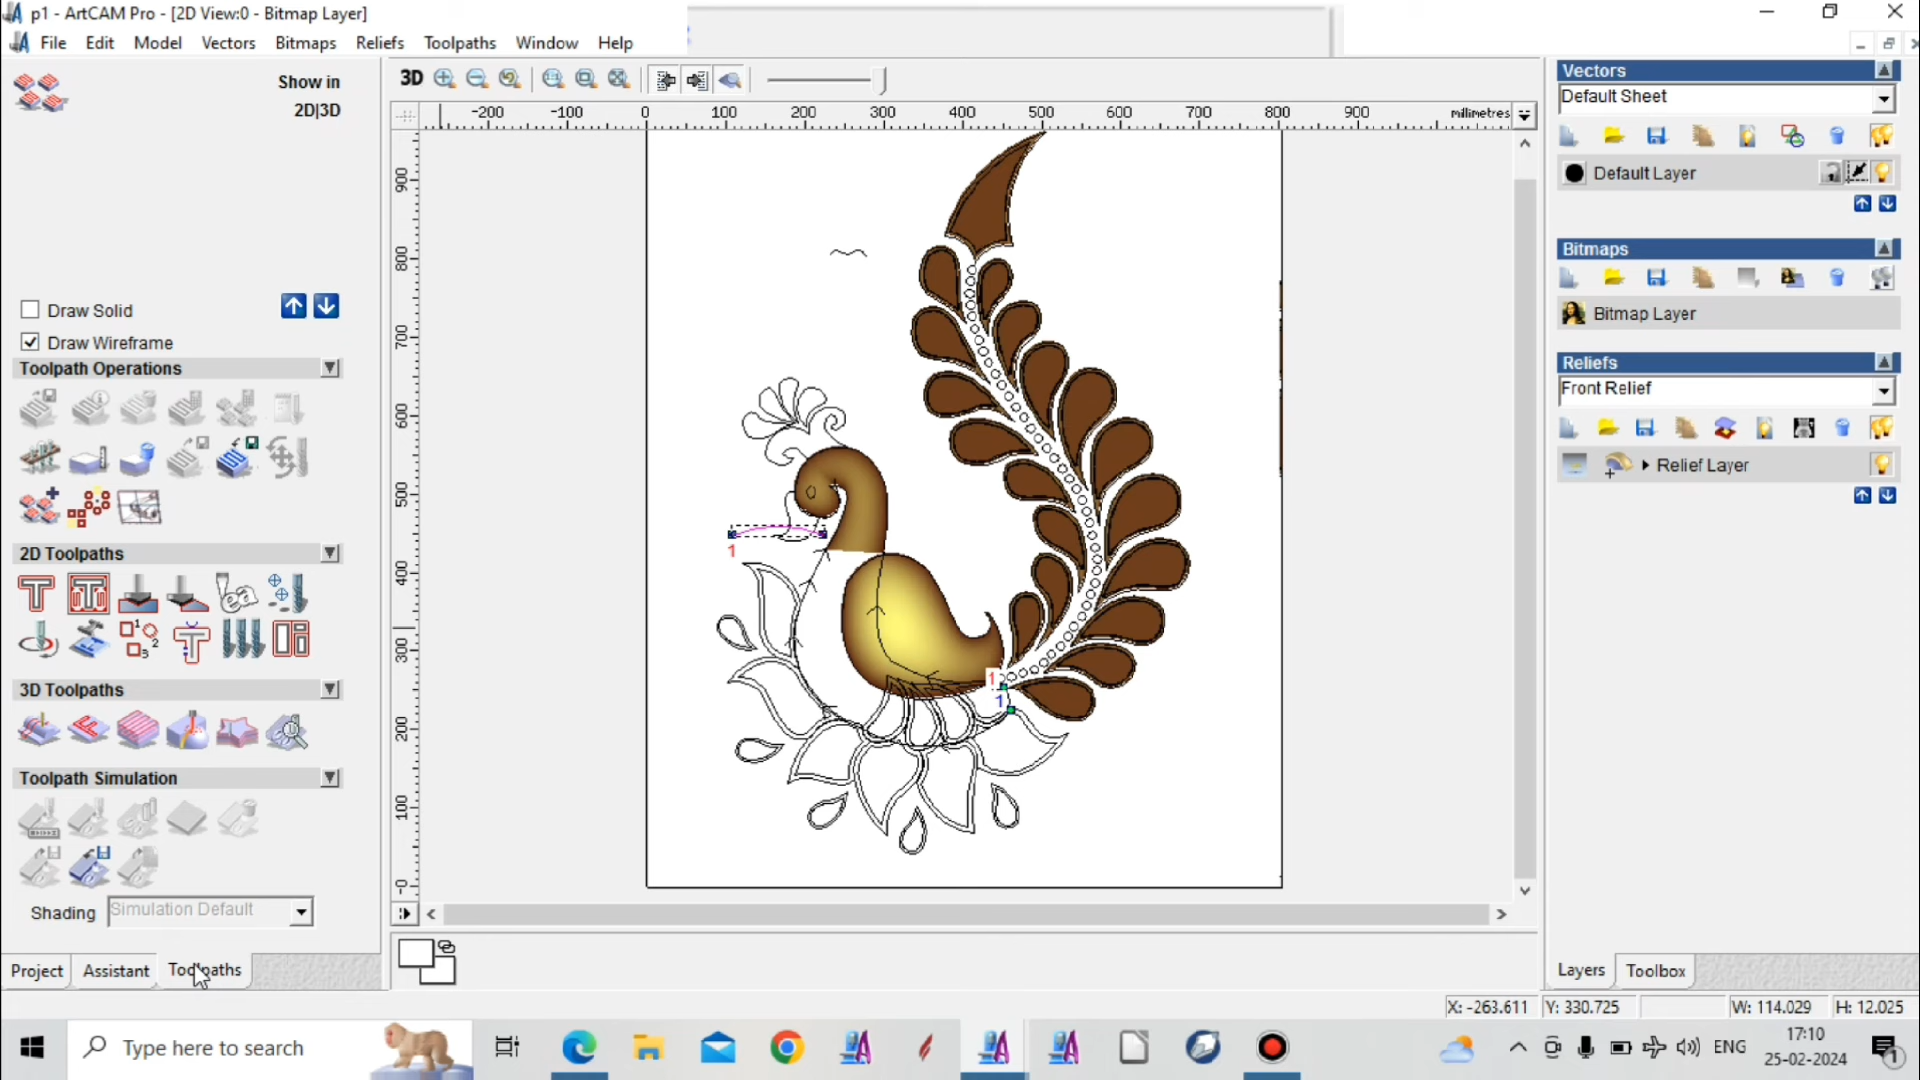 p1 - ArtCAM Pro - [2D View:0 - Bitmap Layer]
File Edit Model Vectors Bitmaps Reliefs Toolpaths Window Help
Show in
2D|3D
Draw Solid
Draw Wireframe
Toolpath Operations
2D Toolpaths
3D Toolpaths
Toolpath Simulation
Shading Simulation Default
Project Assistant Toolpaths
3D
-200 -100 0 100 200 300 400 500 600 700 800 900 millimetres
900
800
700
600
500
400
300
200
100
-0
1
1
1
Vectors
Default Sheet
Default Layer
Bitmaps
Bitmap Layer
Reliefs
Front Relief
Relief Layer
Layers Toolbox
X: -263.611 Y: 330.725 W: 114.029 H: 12.025
Type here to search
ENG
17:10
25-02-2024
1